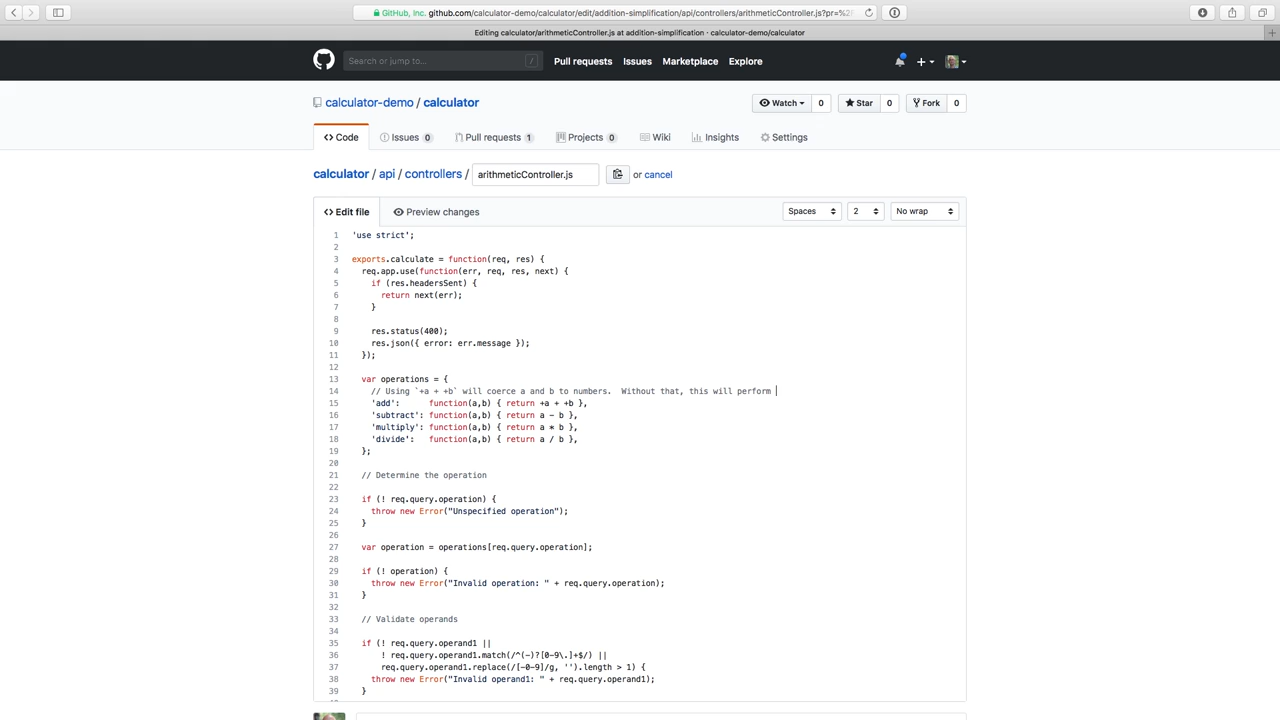 GitHub, Inc. github.com/calculator-demo/calculator/edit/addition-simplification/api/controllers/arithmeticController.js?pr=%2
Editing calculator/arithmeticController.js at addition-simplification · calculator-demo/calculator
Search or jump to... / Pull requests Issues Marketplace Explore
calculator-demo / calculator Watch 0 Star 0 Fork 0
Code Issues 0 Pull requests 1 Projects 0 Wiki Insights Settings
calculator / api / controllers / arithmeticController.js or cancel
Edit file Preview changes Spaces 2 No wrap
1 'use strict';
2
3 exports.calculate = function(req, res) {
4 req.app.use(function(err, req, res, next) {
5 if (res.headersSent) {
6 return next(err);
7 }
8
9 res.status(400);
10 res.json({ error: err.message });
11 });
12
13 var operations = {
14 // Using `+a + +b` will coerce a and b to numbers.  Without that, this will perform
15 'add': function(a,b) { return +a + +b },
16 'subtract': function(a,b) { return a - b },
17 'multiply': function(a,b) { return a * b },
18 'divide': function(a,b) { return a / b },
19 };
20
21 // Determine the operation
22
23 if (! req.query.operation) {
24 throw new Error("Unspecified operation");
25 }
26
27 var operation = operations[req.query.operation];
28
29 if (! operation) {
30 throw new Error("Invalid operation: " + req.query.operation);
31 }
32
33 // Validate operands
34
35 if (! req.query.operand1 ||
36 ! req.query.operand1.match(/^(-)?[0-9\.]+$/) ||
37 req.query.operand1.replace(/[-0-9]/g, '').length > 1) {
38 throw new Error("Invalid operand1: " + req.query.operand1);
39 }